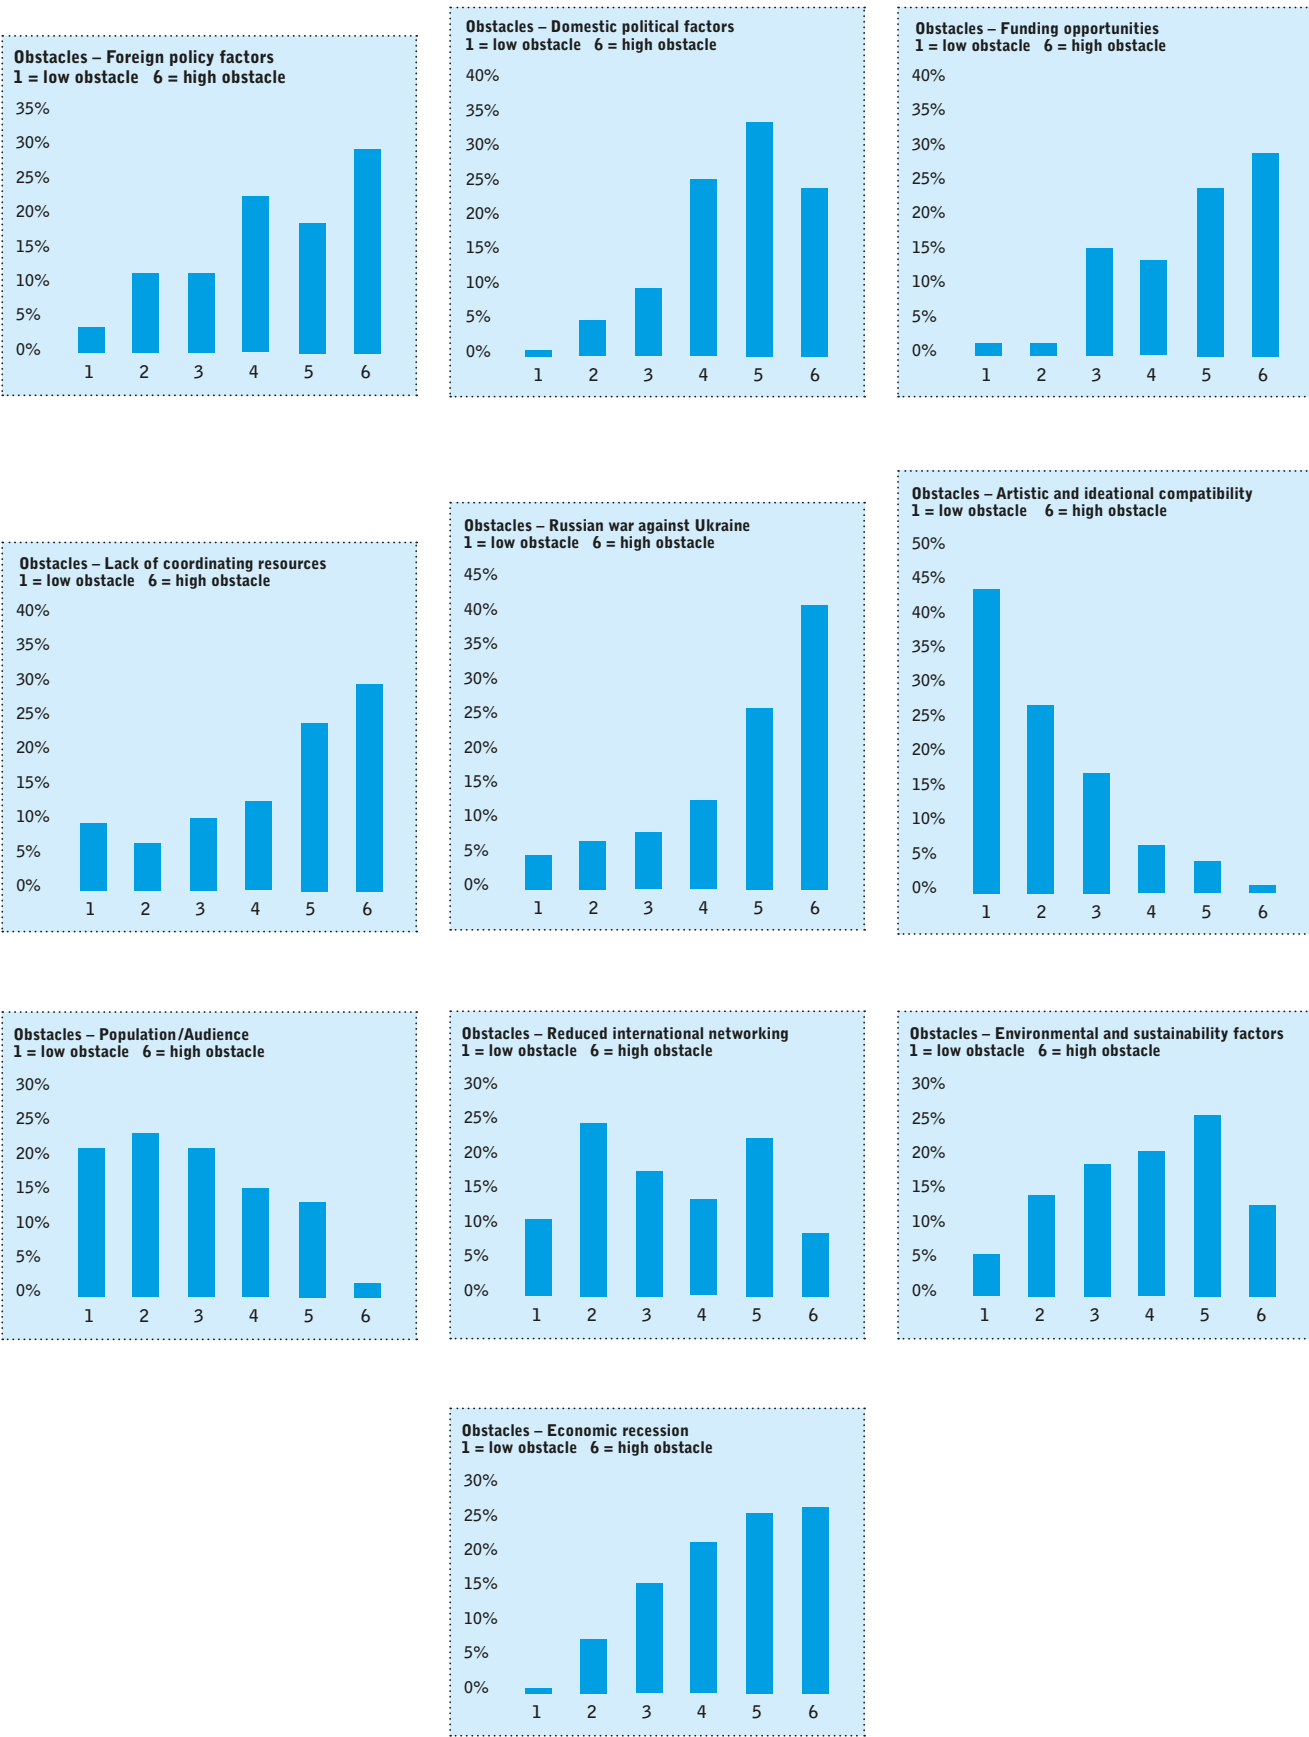 Obstacles – Foreign policy factors
1 = low obstacle 6 = high obstacle
35%
30%
25%
20%
15%
10%
5%
0%
1 2 3 4 5 6
Obstacles – Domestic political factors
1 = low obstacle 6 = high obstacle
40%
35%
30%
25%
20%
15%
10%
5%
0%
1 2 3 4 5 6
Obstacles – Funding opportunities
1 = low obstacle 6 = high obstacle
40%
35%
30%
25%
20%
15%
10%
5%
0%
1 2 3 4 5 6
Obstacles – Lack of coordinating resources
1 = low obstacle 6 = high obstacle
40%
35%
30%
25%
20%
15%
10%
5%
0%
1 2 3 4 5 6
Obstacles – Russian war against Ukraine
1 = low obstacle 6 = high obstacle
45%
40%
35%
30%
25%
20%
15%
10%
5%
0%
1 2 3 4 5 6
Obstacles – Artistic and ideational compatibility
1 = low obstacle 6 = high obstacle
50%
45%
40%
35%
30%
25%
20%
15%
10%
5%
0%
1 2 3 4 5 6
Obstacles – Population/Audience
1 = low obstacle 6 = high obstacle
30%
25%
20%
15%
10%
5%
0%
1 2 3 4 5 6
Obstacles – Reduced international networking
1 = low obstacle 6 = high obstacle
30%
25%
20%
15%
10%
5%
0%
1 2 3 4 5 6
Obstacles – Environmental and sustainability factors
1 = low obstacle 6 = high obstacle
30%
25%
20%
15%
10%
5%
0%
1 2 3 4 5 6
Obstacles – Economic recession
1 = low obstacle 6 = high obstacle
30%
25%
20%
15%
10%
5%
0%
1 2 3 4 5 6